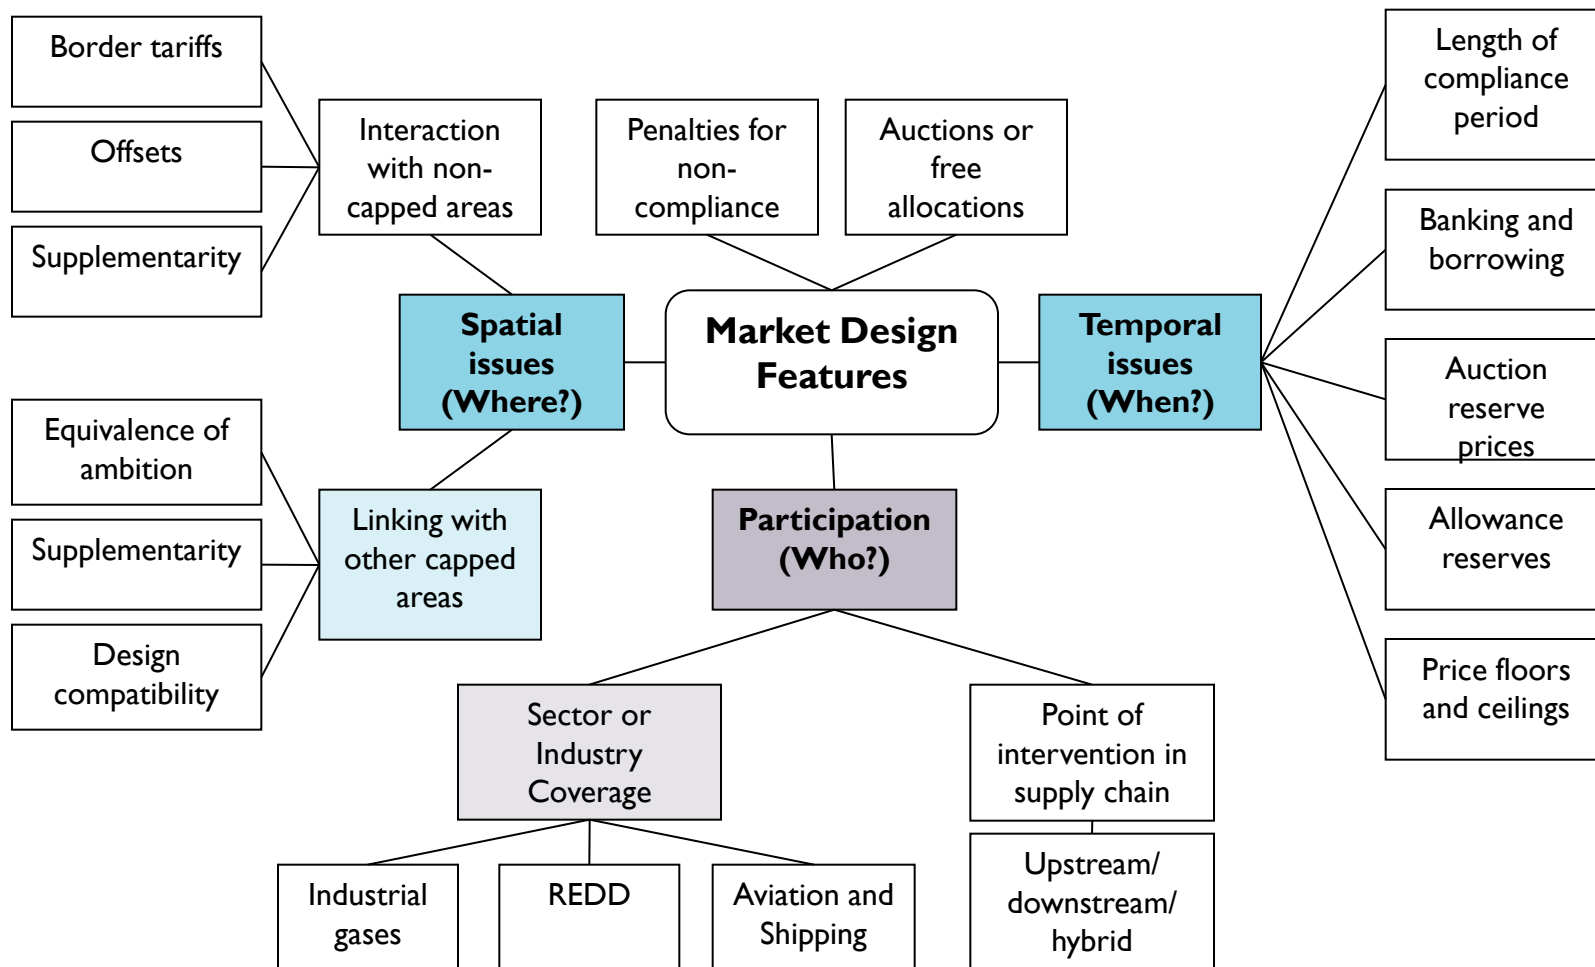 Border tariffs
Offsets
Supplementarity
Interaction
with non-
capped areas
Penalties for
non-
compliance
Auctions or
free
allocations
Length of
compliance
period
Banking and
borrowing
Auction
reserve
prices
Allowance
reserves
Price floors
and ceilings
Spatial
issues
(Where?)
Market Design
Features
Temporal
issues
(When?)
Equivalence of
ambition
Supplementarity
Design
compatibility
Linking with
other capped
areas
Participation
(Who?)
Sector or
Industry
Coverage
Point of
intervention in
supply chain
Industrial
gases
REDD
Aviation and
Shipping
Upstream/
downstream/
hybrid